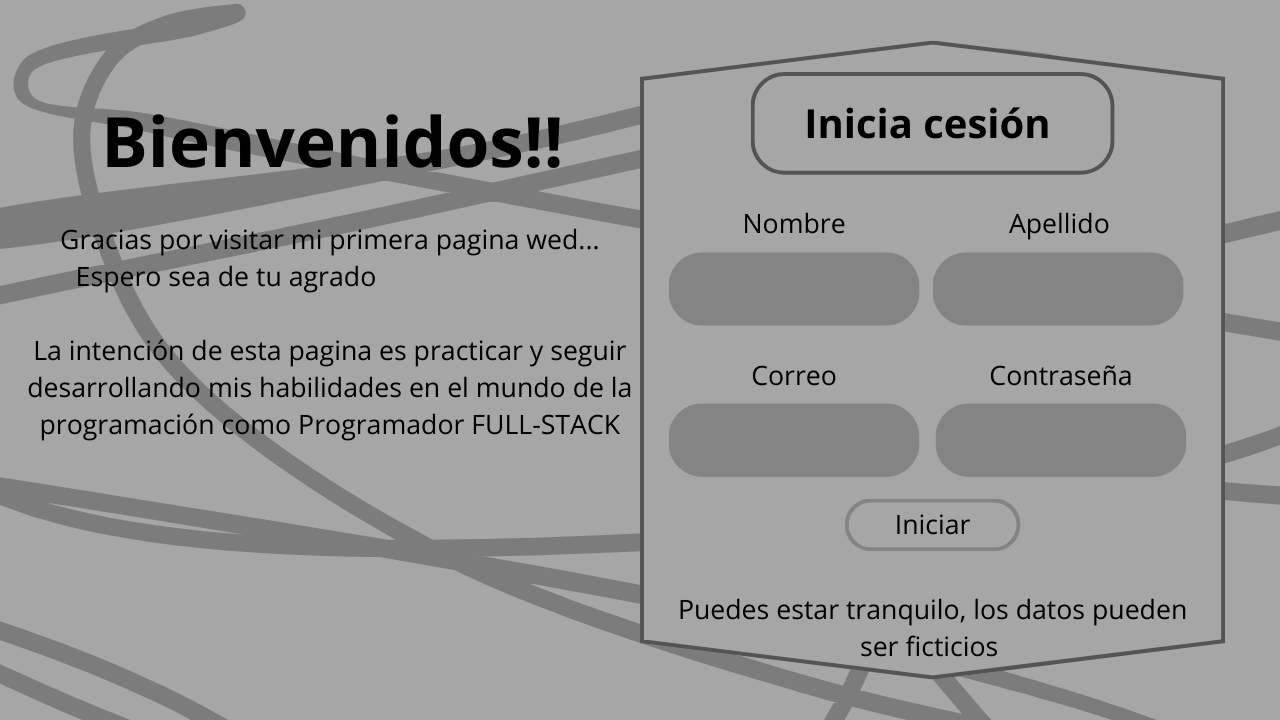 Bienvenidos!!
Gracias por visitar mi primera pagina wed...
Espero sea de tu agrado
La intención de esta pagina es practicar y seguir
desarrollando mis habilidades en el mundo de la
programación como Programador FULL-STACK
Inicia cesión
Nombre
Apellido
Correo
Contraseña
Iniciar
Puedes estar tranquilo, los datos pueden
ser ficticios